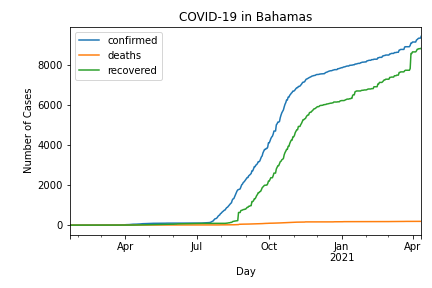 COVID-19 in Bahamas
confirmed
deaths
recovered
Number of Cases
8000
6000
4000
2000
0
Apr
Jul
Oct
Jan
2021
Apr
Day